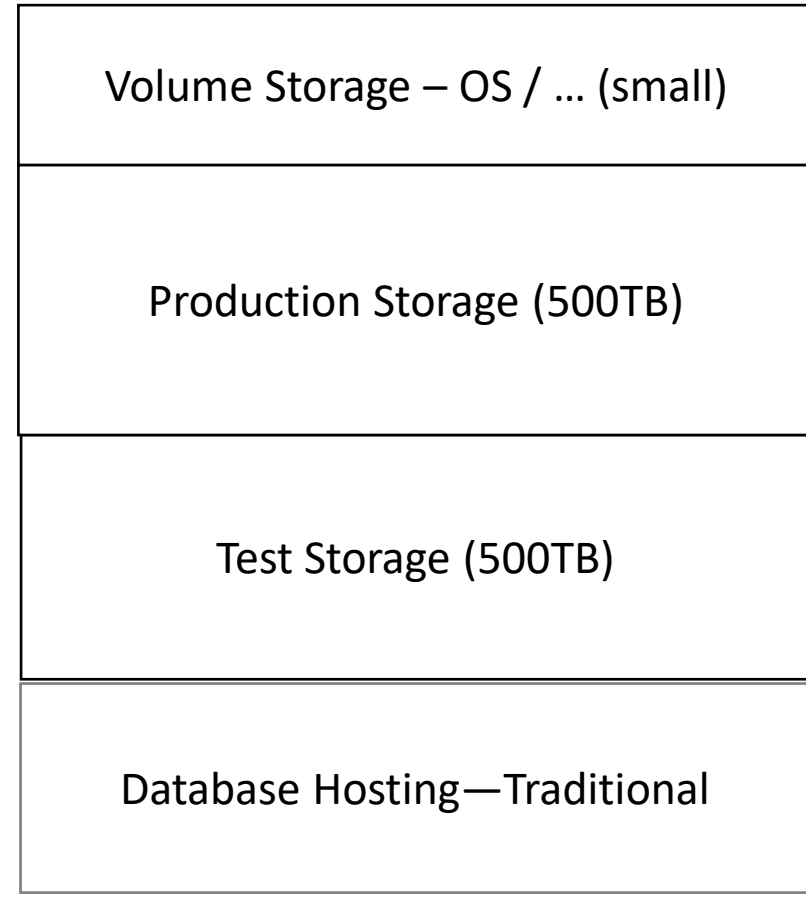 Volume Storage – OS / … (small)
Production Storage (500TB)
Test Storage (500TB)
Database Hosting—Traditional